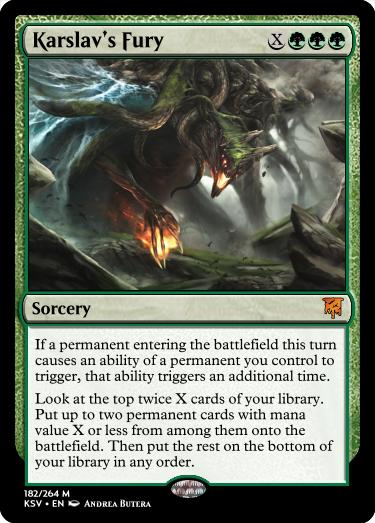 Karslav's Fury X
Sorcery
If a permanent entering the battlefield this turn
causes an ability of a permanent you control to
trigger, that ability triggers an additional time.
Look at the top twice X cards of your library.
Put up to two permanent cards with mana
value X or less from among them onto the
battlefield. Then put the rest on the bottom of
your library in any order.
182/264 M
KSV • EN Andrea Butera